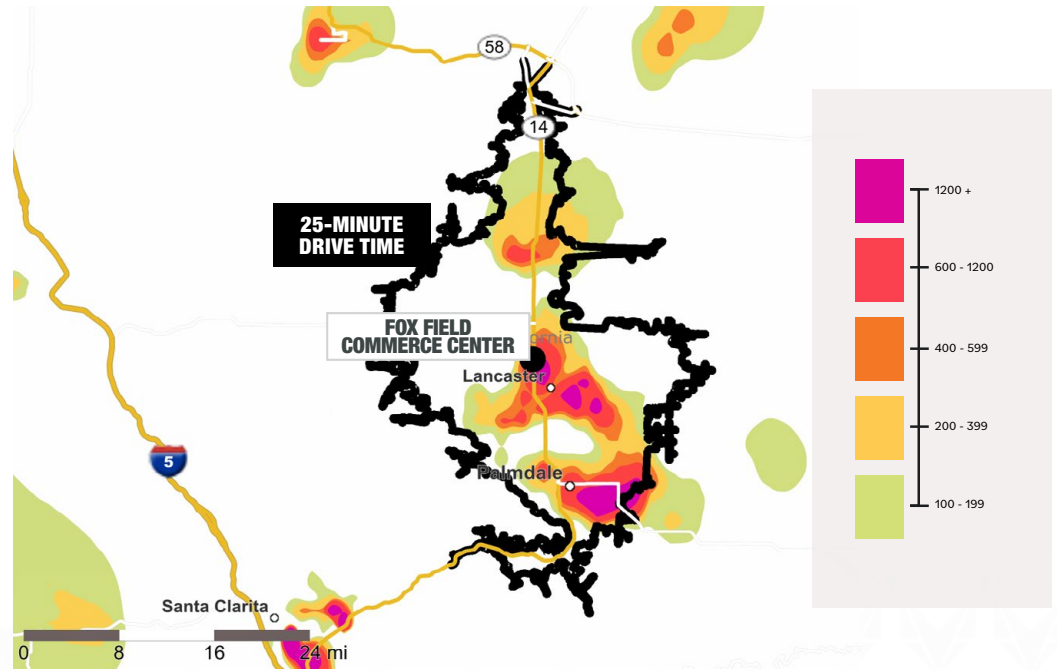 58
14
25-MINUTE
DRIVE TIME
FOX FIELD
COMMERCE CENTER
Lancaster
Palmdale
5
Santa Clarita
0 8 16 24 mi
1200 +
600 - 1200
400 - 599
200 - 399
100 - 199